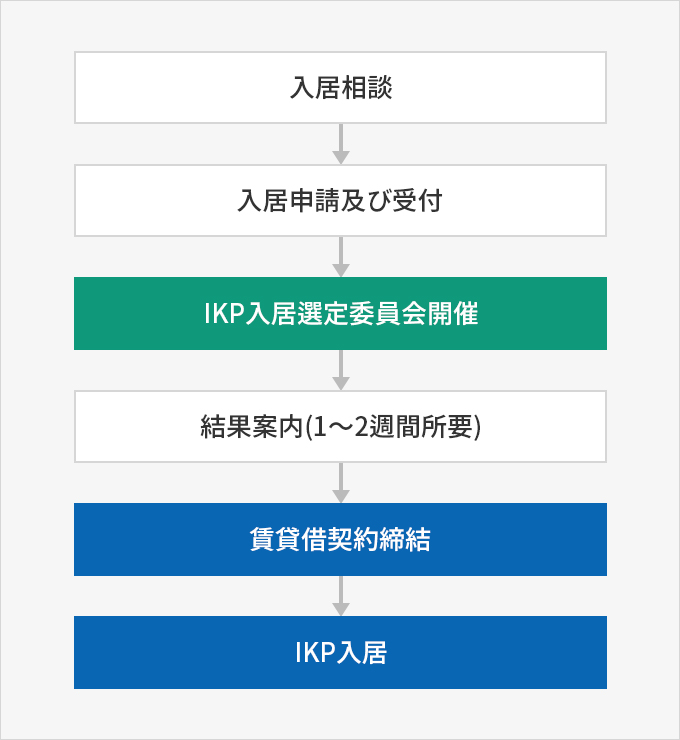 入居相談
入居申請及び受付
IKP入居選定委員会開催
結果案内(1～2週間所要)
賃貸借契約締結
IKP入居